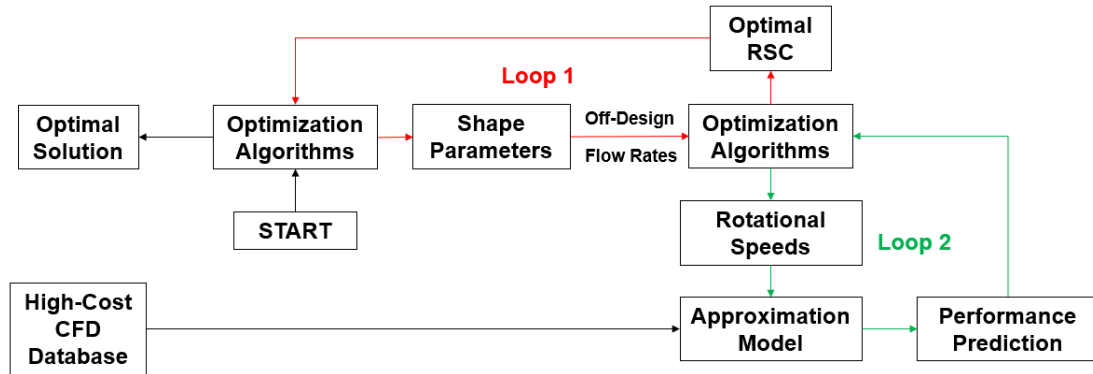 Optimal
RSC
Loop 1
Optimal
Solution
Optimization
Algorithms
Shape
Parameters
Off-Design
Flow Rates
Optimization
Algorithms
START
Rotational
Speeds
Loop 2
High-Cost
CFD
Database
Approximation
Model
Performance
Prediction